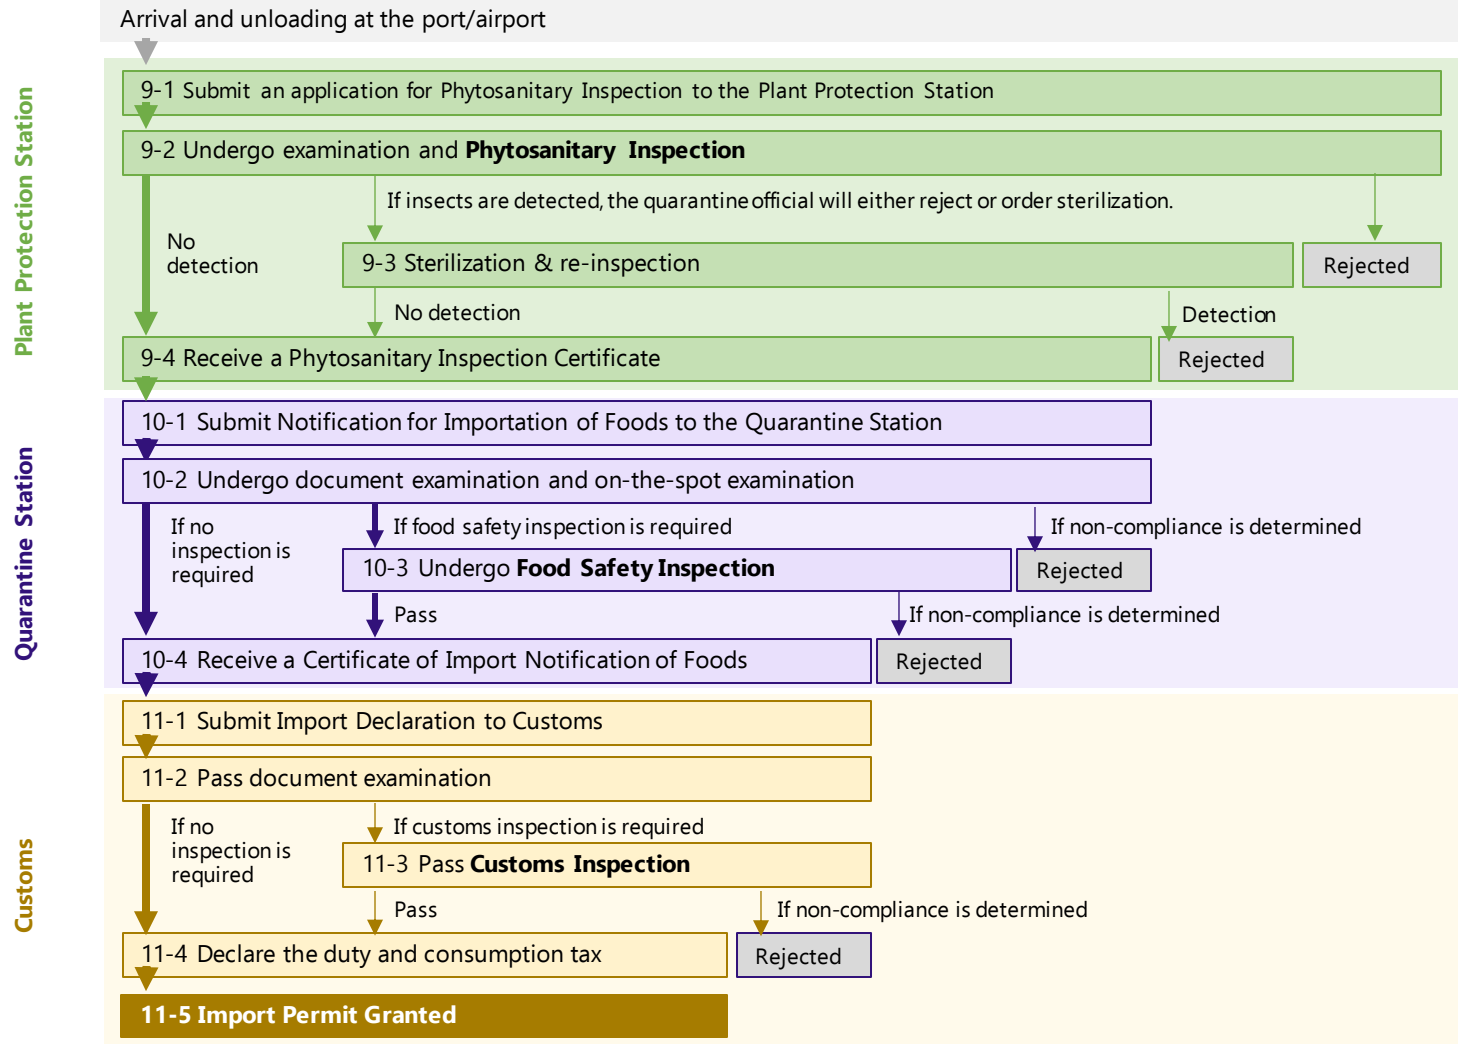 Arrival and unloading at the port/airport
Plant Protection Station
9-1 Submit an application for Phytosanitary Inspection to the Plant Protection Station
9-2 Undergo examination and Phytosanitary Inspection
If insects are detected, the quarantine official will either reject or order sterilization.
No
detection
9-3 Sterilization & re-inspection
Rejected
No detection
Detection
9-4 Receive a Phytosanitary Inspection Certificate
Rejected
Quarantine Station
10-1 Submit Notification for Importation of Foods to the Quarantine Station
10-2 Undergo document examination and on-the-spot examination
If no
inspection is
required
If food safety inspection is required
If non-compliance is determined
10-3 Undergo Food Safety Inspection
Rejected
Pass
If non-compliance is determined
10-4 Receive a Certificate of Import Notification of Foods
Rejected
Customs
11-1 Submit Import Declaration to Customs
11-2 Pass document examination
If no
inspection is
required
If customs inspection is required
11-3 Pass Customs Inspection
Pass
If non-compliance is determined
11-4 Declare the duty and consumption tax
Rejected
11-5 Import Permit Granted